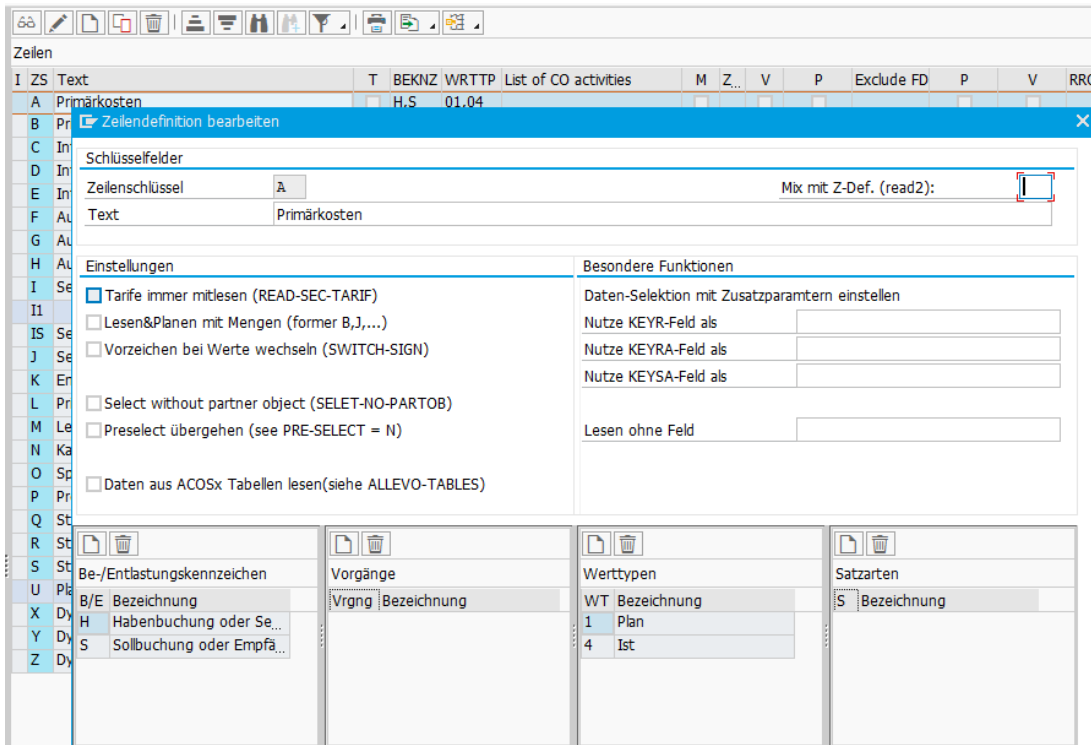 Zeilen
I ZS Text T BEKNZ WRTTP List of CO activities M Z... V P Exclude FD P V RRC
A Primärkosten H,S 01,04
B Pr
C In
D In
E In
F Au
G Au
H Au
I Se
I1
IS Se
J Se
K En
L Pr
M Le
N Ka
O Sp
P Pr
Q St
R St
S St
U Pla
X Dy
Y Dy
Z Dy
Zeilendefinition bearbeiten
Schlüsselfelder
Zeilenschlüssel A Mix mit Z-Def. (read2):
Text Primärkosten
Einstellungen
Tarife immer mitlesen (READ-SEC-TARIF)
Lesen&Planen mit Mengen (former B,J,...)
Vorzeichen bei Werte wechseln (SWITCH-SIGN)
Select without partner object (SELET-NO-PARTOB)
Preselect übergehen (see PRE-SELECT = N)
Daten aus ACOSx Tabellen lesen(siehe ALLEVO-TABLES)
Besondere Funktionen
Daten-Selektion mit Zusatzparamtern einstellen
Nutze KEYR-Feld als
Nutze KEYRA-Feld als
Nutze KEYSA-Feld als
Lesen ohne Feld
Be-/Entlastungskennzeichen
B/E Bezeichnung
H Habenbuchung oder Se...
S Sollbuchung oder Empfä...
Vorgänge
Vrgng Bezeichnung
Werttypen
WT Bezeichnung
1 Plan
4 Ist
Satzarten
S Bezeichnung